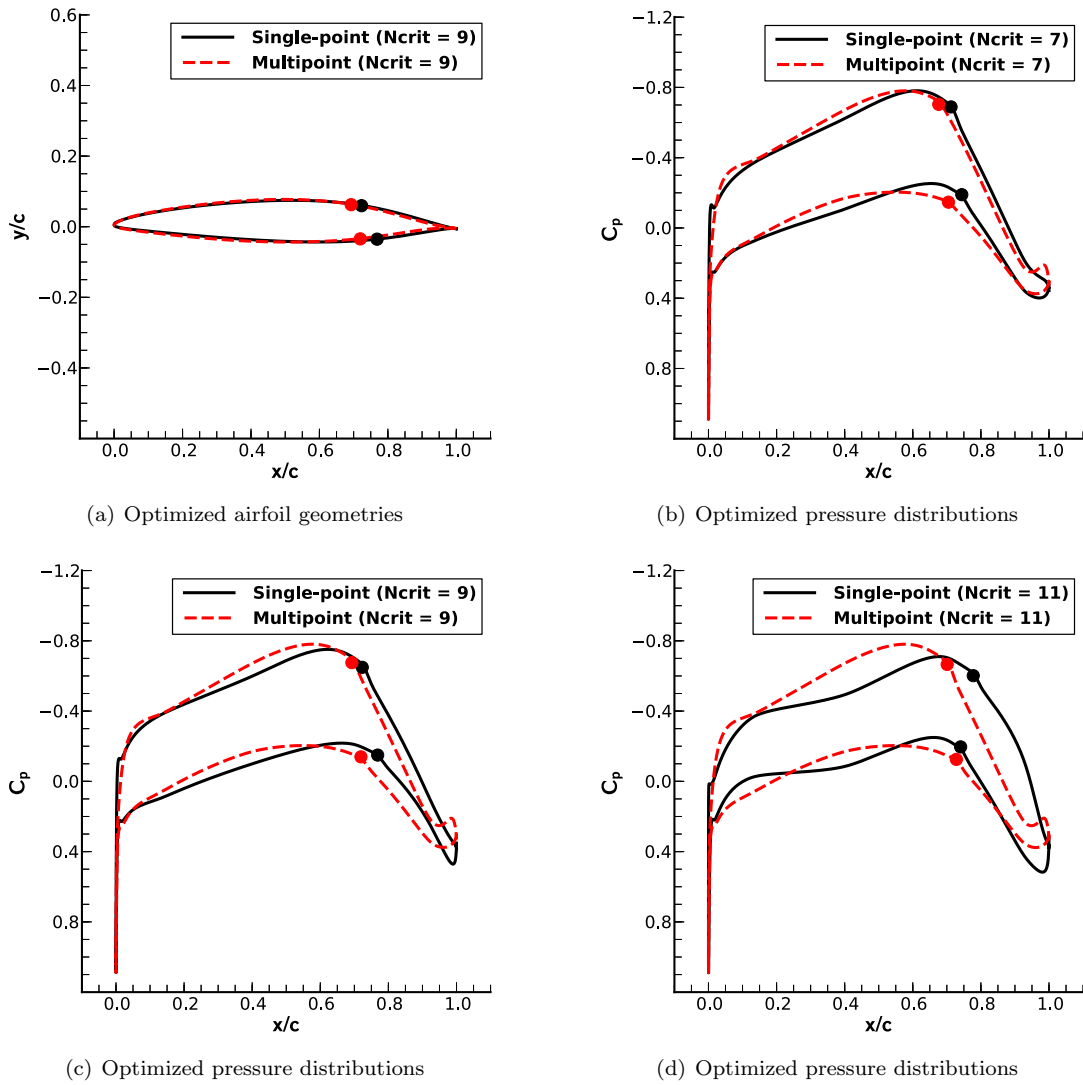 0.6
0.4
0.2
0.0
−0.2
−0.4
y/c
Single-point (Ncrit = 9)
Multipoint (Ncrit = 9)
0.0 0.2 0.4 0.6 0.8 1.0
x/c
(a) Optimized airfoil geometries
−1.2
−0.8
−0.4
0.0
0.4
0.8
Cp
Single-point (Ncrit = 7)
Multipoint (Ncrit = 7)
0.0 0.2 0.4 0.6 0.8 1.0
x/c
(b) Optimized pressure distributions
−1.2
−0.8
−0.4
0.0
0.4
0.8
Cp
Single-point (Ncrit = 9)
Multipoint (Ncrit = 9)
0.0 0.2 0.4 0.6 0.8 1.0
x/c
(c) Optimized pressure distributions
−1.2
−0.8
−0.4
0.0
0.4
0.8
Cp
Single-point (Ncrit = 11)
Multipoint (Ncrit = 11)
0.0 0.2 0.4 0.6 0.8 1.0
x/c
(d) Optimized pressure distributions